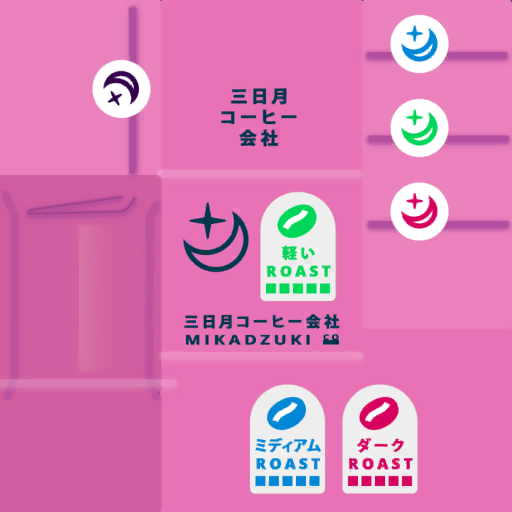 三日月
コーヒー
会社
軽い
ROAST
三日月コーヒー会社
MIKADZUKI
ミディアム
ROAST
ダーク
ROAST